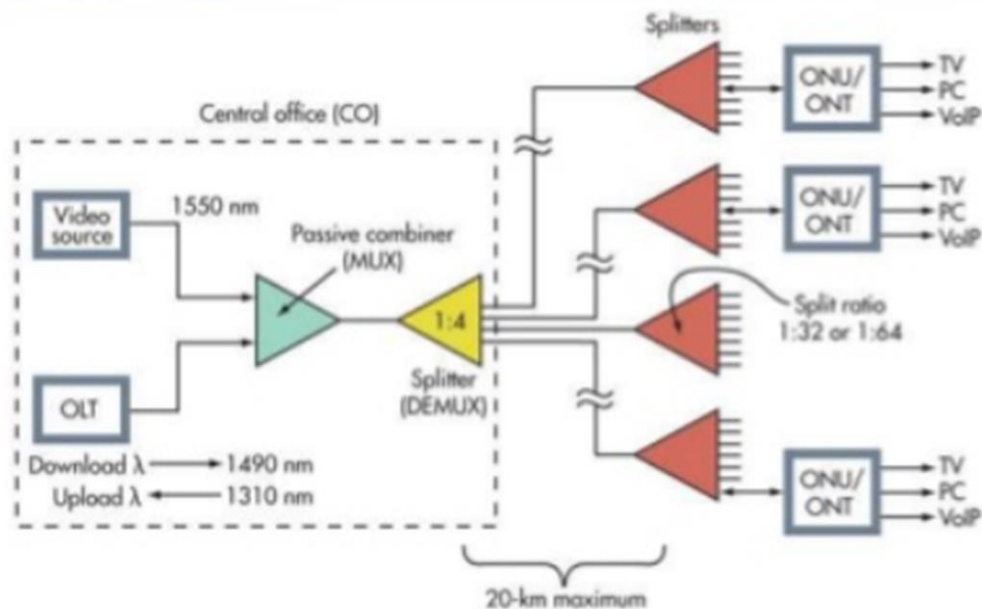 Splitters
ONU/
ONT
TV
PC
VoIP
Central office (CO)
Video
source
1550 nm
Passive combiner
(MUX)
ONU/
ONT
TV
PC
VoIP
1:4
Split ratio
1:32 or 1:64
Splitter
(DEMUX)
OLT
Download λ
1490 nm
Upload λ
1310 nm
ONU/
ONT
TV
PC
VoIP
20-km maximum